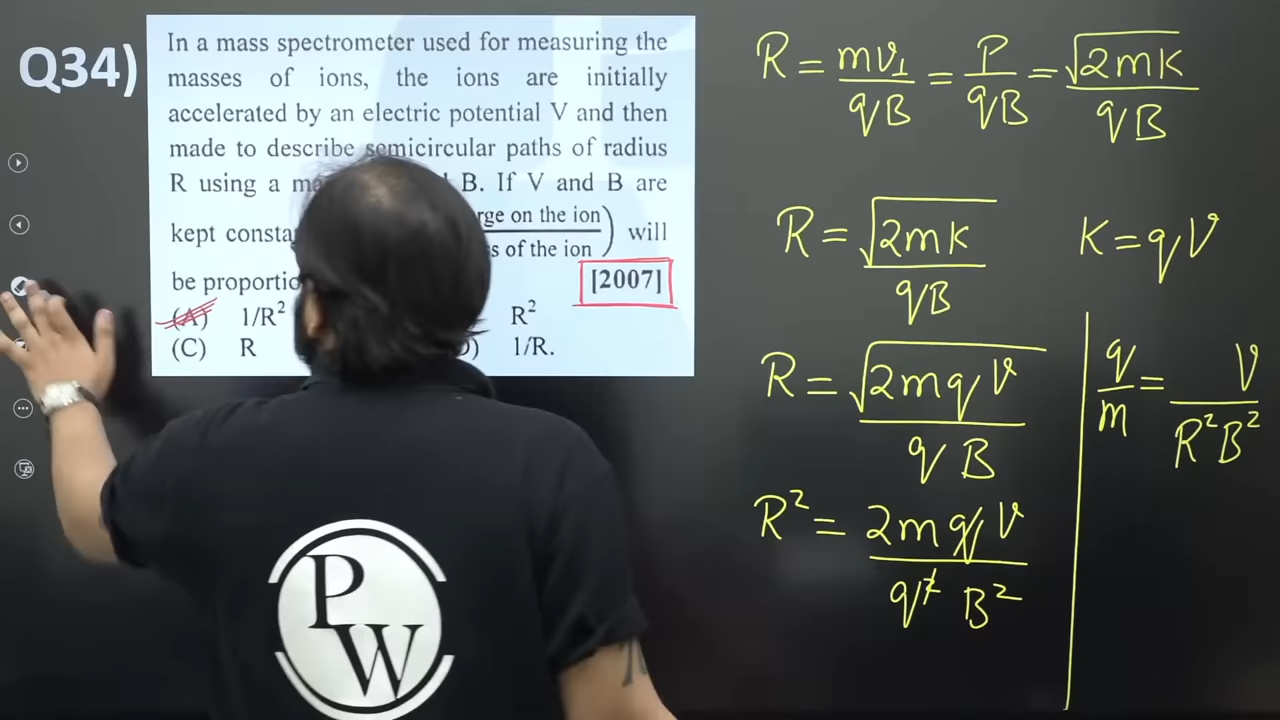 Q34)
In a mass spectrometer used for measuring the
masses of ions, the ions are initially
accelerated by an electric potential V and then
made to describe semicircular paths of radius
R using a B. If V and B are
kept on the ion
of the ion will
be [2007]
(A) 1/R² R²
(C) R ) 1/R.
R = mv⊥/qB = P/qB = √2mK/qB
R = √2mK/qB K = qV
R = √2mqV/qB
q/m = V/R²B²
R² = 2mqV/q²B²
PW